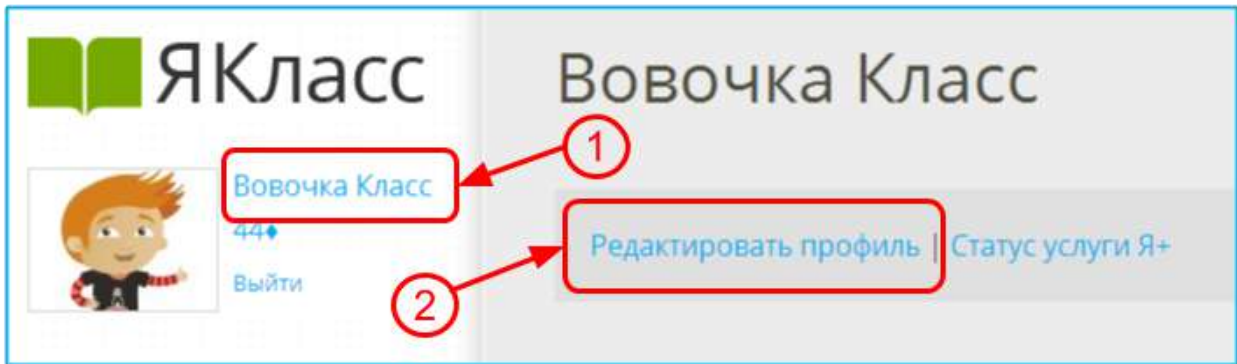 ЯКласс
Вовочка Класс
44♦
Выйти
Вовочка Класс
1
Редактировать профиль | Статус услуги Я+
2